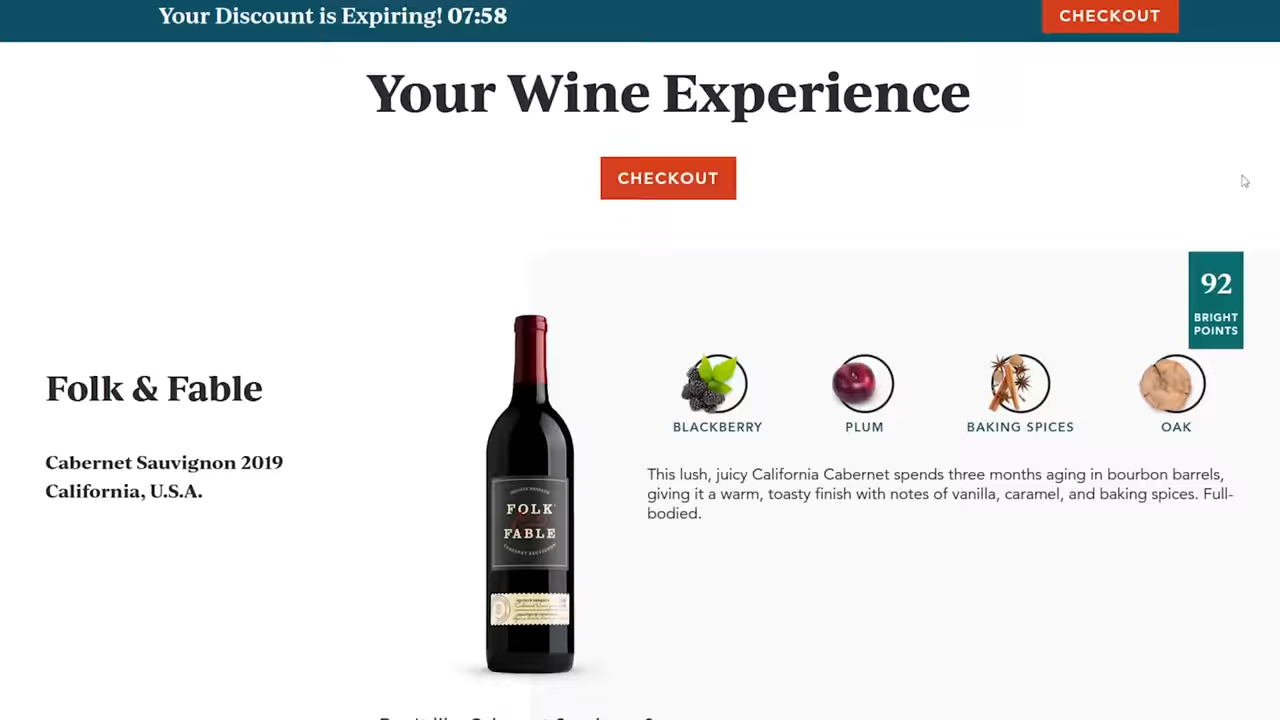 Your Discount is Expiring! 07:58
CHECKOUT
Your Wine Experience
CHECKOUT
92
BRIGHT
POINTS
Folk & Fable
Cabernet Sauvignon 2019
California, U.S.A.
FOLK
FABLE
BLACKBERRY
PLUM
BAKING SPICES
OAK
This lush, juicy California Cabernet spends three months aging in bourbon barrels,
giving it a warm, toasty finish with notes of vanilla, caramel, and baking spices. Full-
bodied.